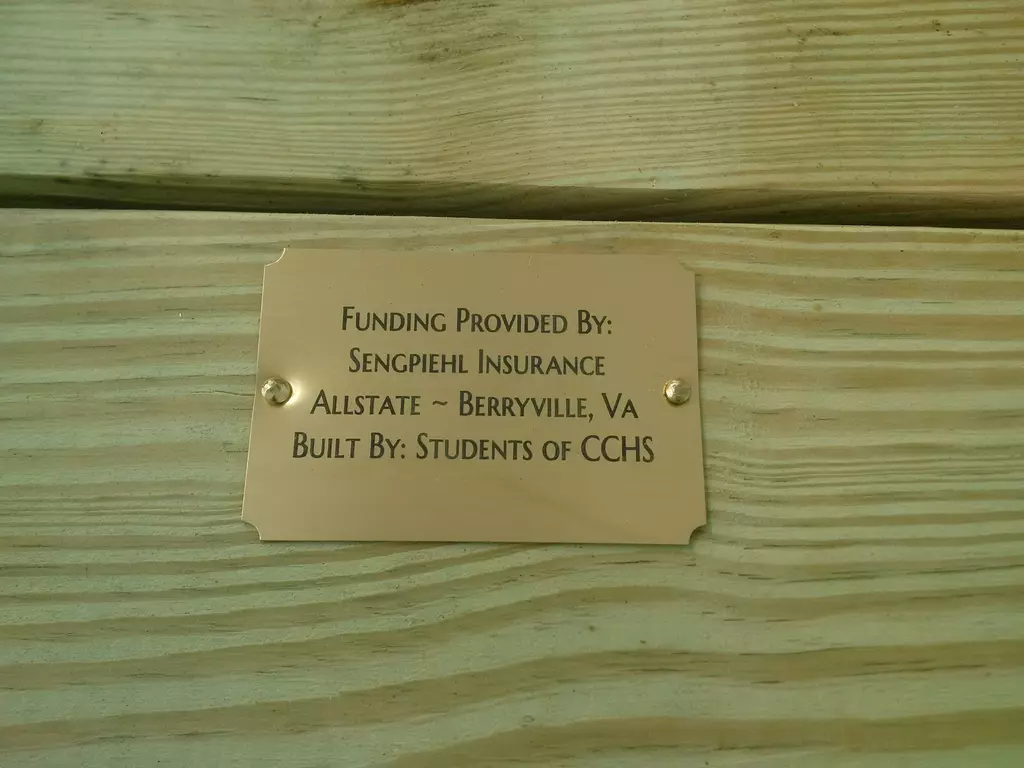 Funding Provided By:
Sengpiehl Insurance
Allstate ~ Berryville, Va
Built By: Students of CCHS